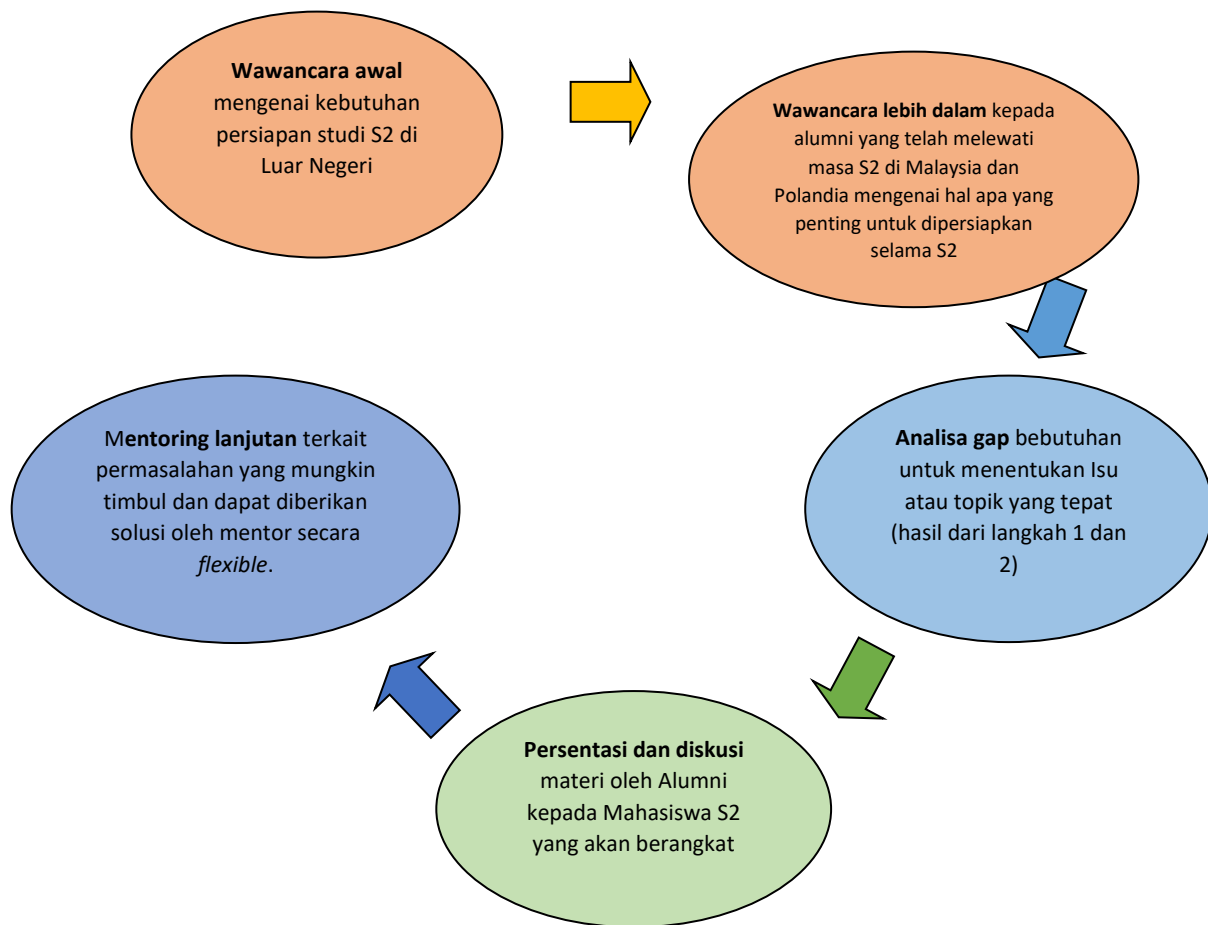 Wawancara awal
mengenai kebutuhan
persiapan studi S2 di
Luar Negeri
Wawancara lebih dalam kepada
alumni yang telah melewati
masa S2 di Malaysia dan
Polandia mengenai hal apa yang
penting untuk dipersiapkan
selama S2
Analisa gap bebutuhan
untuk menentukan Isu
atau topik yang tepat
(hasil dari langkah 1 dan
2)
Persentasi dan diskusi
materi oleh Alumni
kepada Mahasiswa S2
yang akan berangkat
Mentoring lanjutan terkait
permasalahan yang mungkin
timbul dan dapat diberikan
solusi oleh mentor secara
flexible.